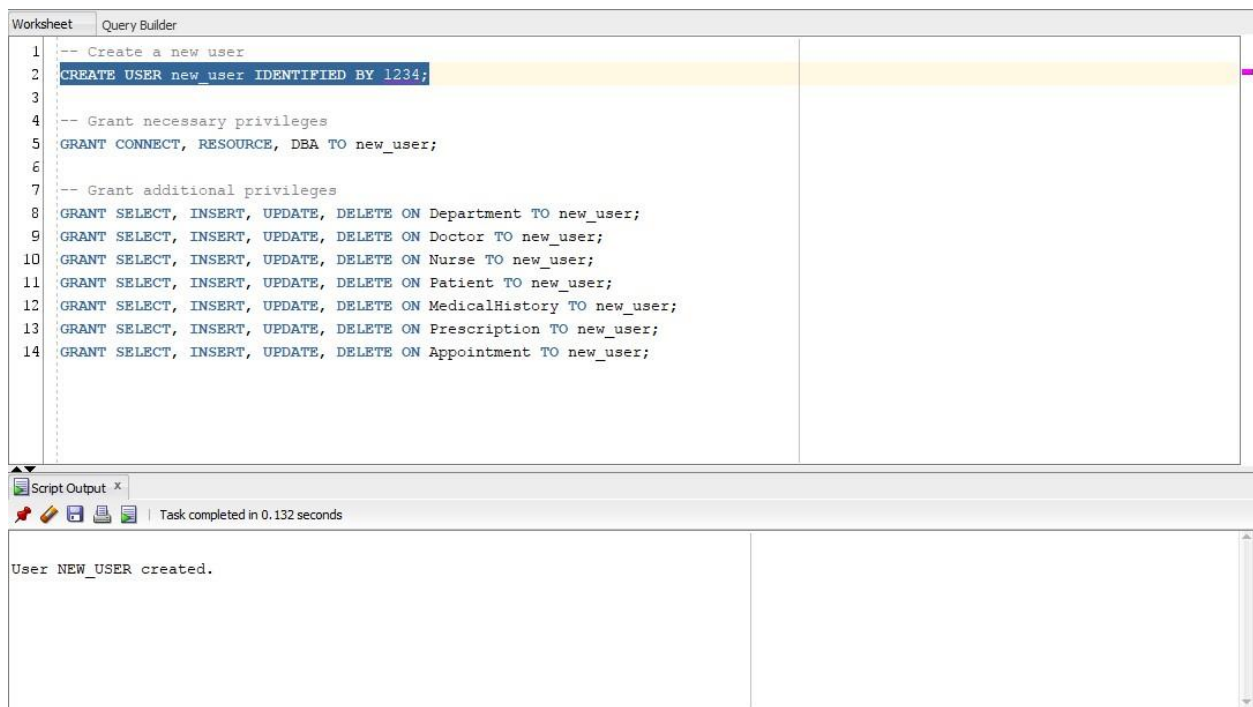 Worksheet Query Builder
1 -- Create a new user
2 CREATE USER new_user IDENTIFIED BY 1234;
3
4 -- Grant necessary privileges
5 GRANT CONNECT, RESOURCE, DBA TO new_user;
6
7 -- Grant additional privileges
8 GRANT SELECT, INSERT, UPDATE, DELETE ON Department TO new_user;
9 GRANT SELECT, INSERT, UPDATE, DELETE ON Doctor TO new_user;
10 GRANT SELECT, INSERT, UPDATE, DELETE ON Nurse TO new_user;
11 GRANT SELECT, INSERT, UPDATE, DELETE ON Patient TO new_user;
12 GRANT SELECT, INSERT, UPDATE, DELETE ON MedicalHistory TO new_user;
13 GRANT SELECT, INSERT, UPDATE, DELETE ON Prescription TO new_user;
14 GRANT SELECT, INSERT, UPDATE, DELETE ON Appointment TO new_user;
Script Output x
Task completed in 0.132 seconds
User NEW_USER created.